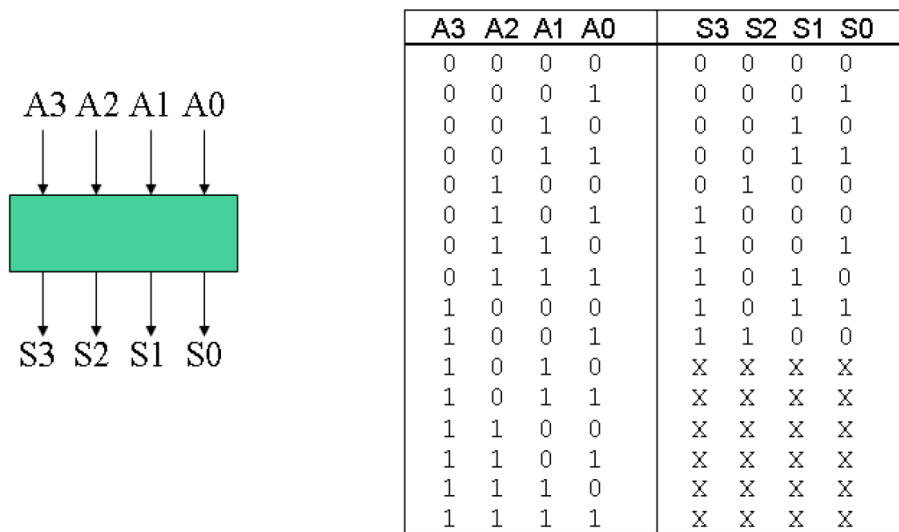 A3 A2 A1 A0
S3 S2 S1 S0
A3 A2 A1 A0 S3 S2 S1 S0
0 0 0 0 0 0 0 0
0 0 0 1 0 0 0 1
0 0 1 0 0 0 1 0
0 0 1 1 0 0 1 1
0 1 0 0 0 1 0 0
0 1 0 1 1 0 0 0
0 1 1 0 1 0 0 1
0 1 1 1 1 0 1 0
1 0 0 0 1 0 1 1
1 0 0 1 1 1 0 0
1 0 1 0 X X X X
1 0 1 1 X X X X
1 1 0 0 X X X X
1 1 0 1 X X X X
1 1 1 0 X X X X
1 1 1 1 X X X X